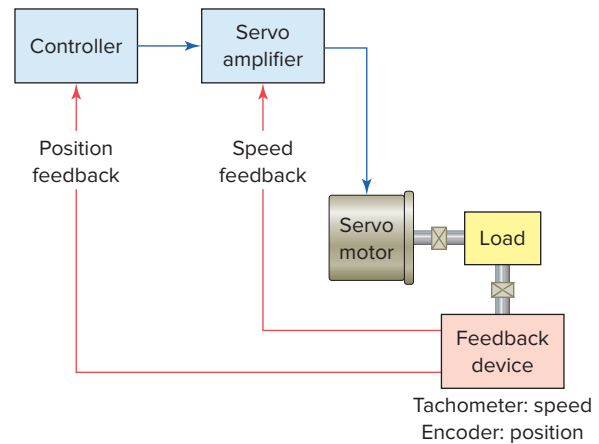 Controller
Servo
amplifier
Position
feedback
Speed
feedback
Servo
motor
Load
Feedback
device
Tachometer: speed
Encoder: position